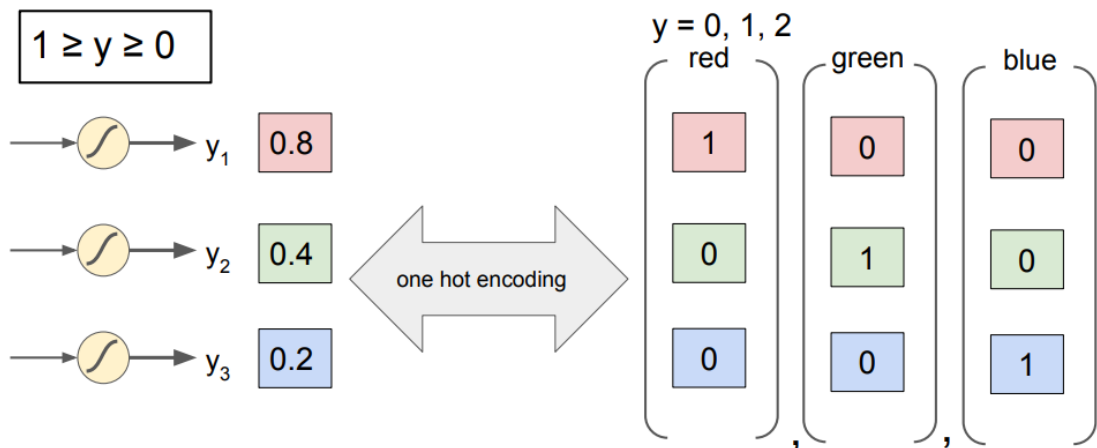 1 ≥ y ≥ 0
y = 0, 1, 2
red green blue
y1 0.8
1 0 0
y2 0.4
0 1 0
one hot encoding
y3 0.2
0 0 1
, ,